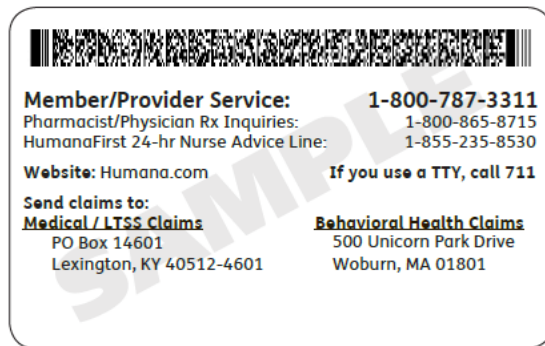 Member/Provider Service: 1-800-787-3311
Pharmacist/Physician Rx Inquiries: 1-800-865-8715
HumanaFirst 24-hr Nurse Advice Line: 1-855-235-8530
Website: Humana.com If you use a TTY, call 711
Send claims to:
Medical / LTSS Claims Behavioral Health Claims
PO Box 14601 500 Unicorn Park Drive
Lexington, KY 40512-4601 Woburn, MA 01801
SAMPLE